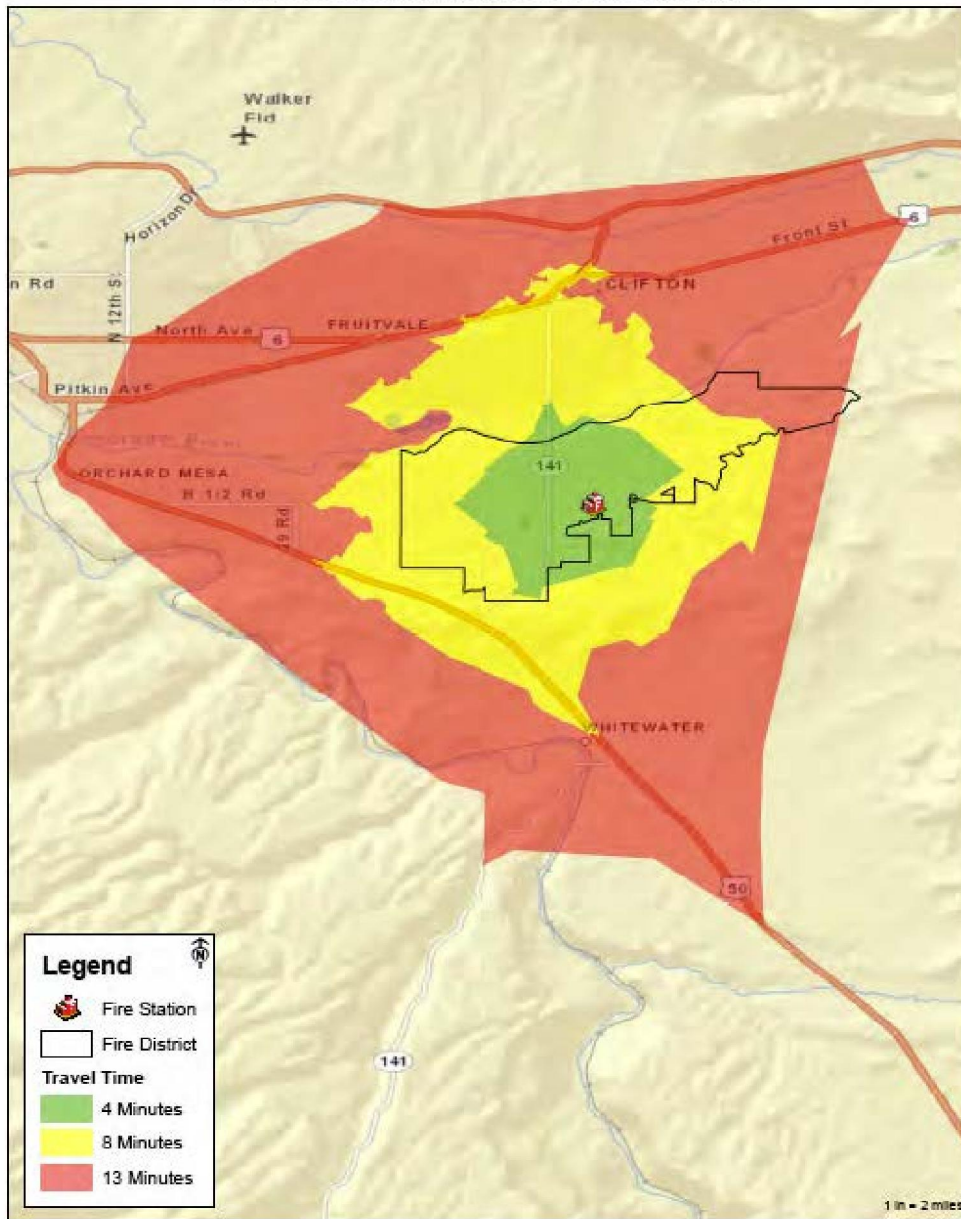 Walker
Fld
Horizon Dr
6
Front St
n Rd
N 12th St
CLIFTON
North Ave
6
FRUITVALE
Pitkin Ave
141
ORCHARD MESA
B 1/2 Rd
29 Rd
WHITEWATER
50
Legend
N
Fire Station
Fire District
Travel Time
4 Minutes
8 Minutes
13 Minutes
141
1 in = 2 miles